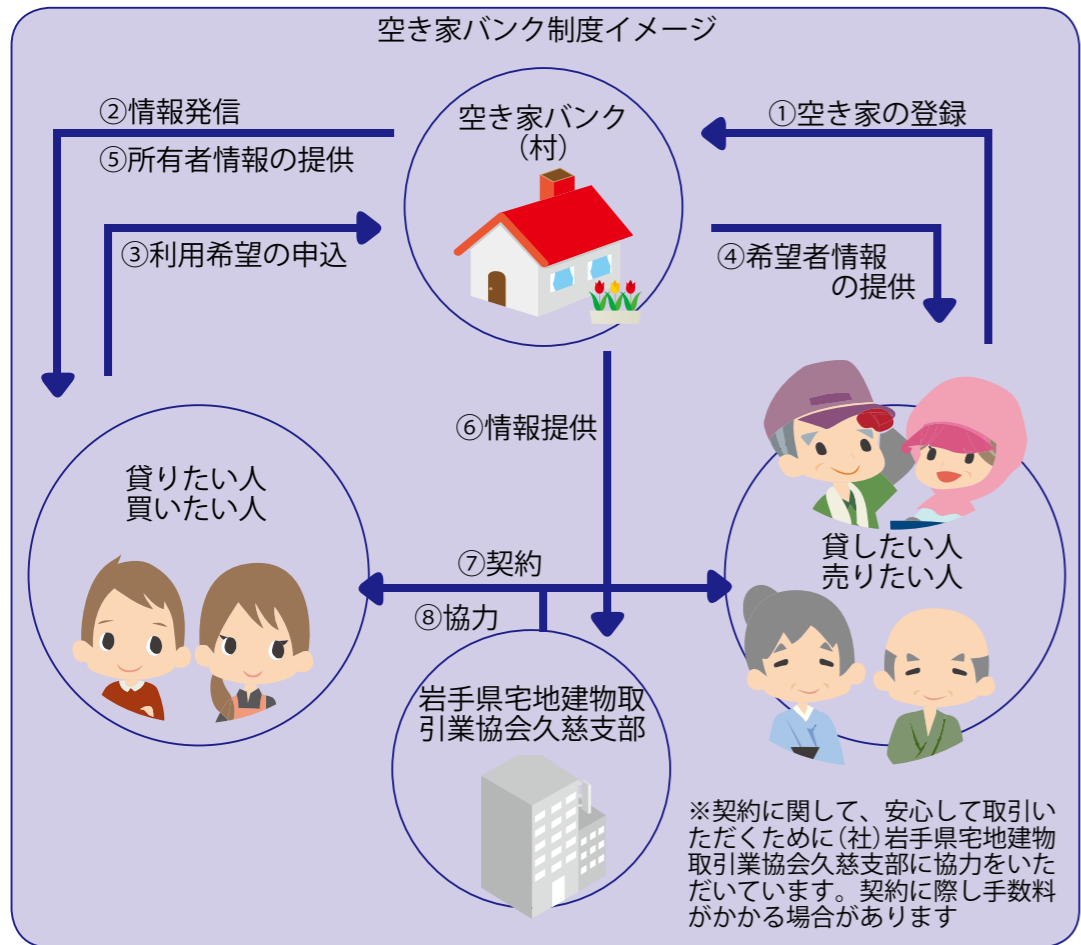 空き家バンク制度イメージ
②情報発信
⑤所有者情報の提供
空き家バンク
（村）
①空き家の登録
③利用希望の申込
④希望者情報
の提供
⑥情報提供
貸りたい人
買いたい人
⑦契約
⑧協力
貸したい人
売りたい人
岩手県宅地建物取
引業協会久慈支部
※契約に関して、安心して取引い
ただくために（社）岩手県宅地建物
取引業協会久慈支部に協力をいた
だいています。契約に際し手数料
がかかる場合があります